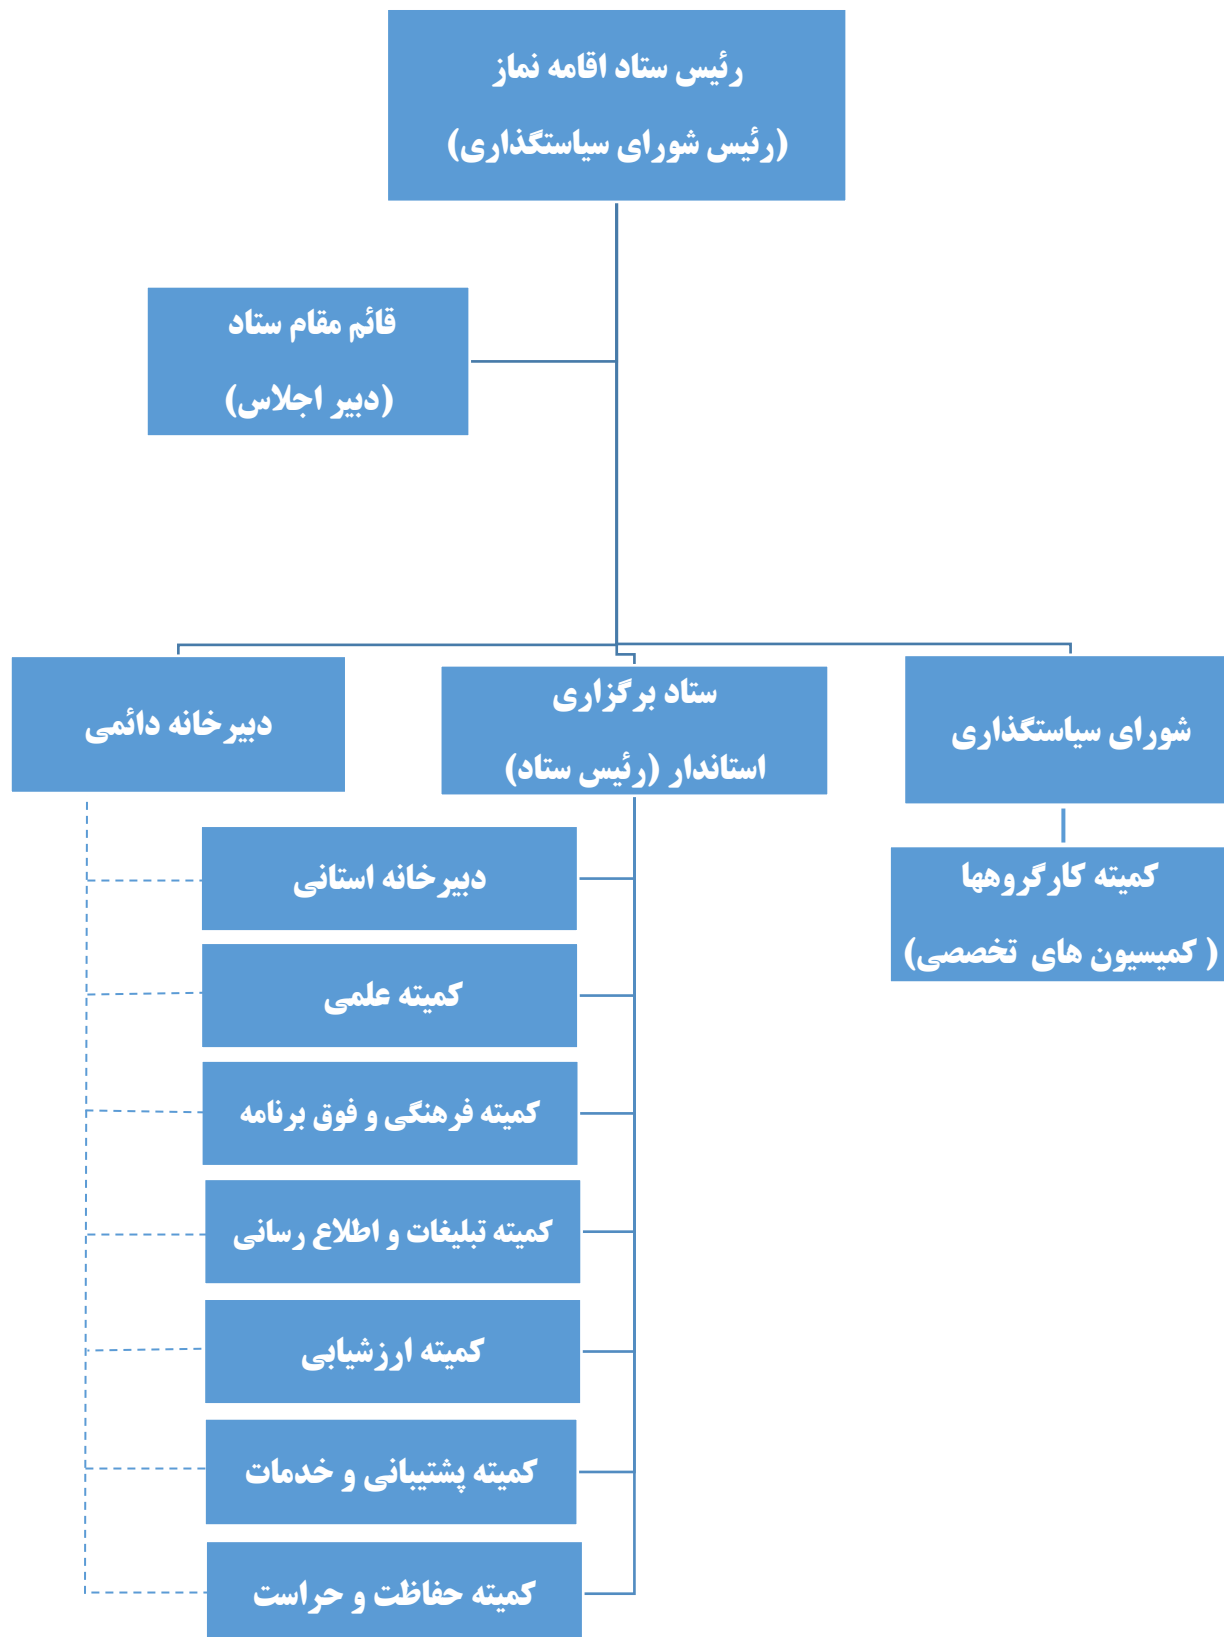 رئیس ستاد اقامه نماز
(رئیس شورای سیاستگذاری)
قائم مقام ستاد
(دبیر اجلاس)
شورای سیاستگذاری
ستاد برگزاری
استاندار (رئیس ستاد)
دبیرخانه دائمی
کمیته کارگروهها
( کمیسیون های تخصصی)
دبیرخانه استانی
کمیته علمی
کمیته فرهنگی و فوق برنامه
کمیته تبلیغات و اطلاع رسانی
کمیته ارزشیابی
کمیته پشتیبانی و خدمات
کمیته حفاظت و حراست